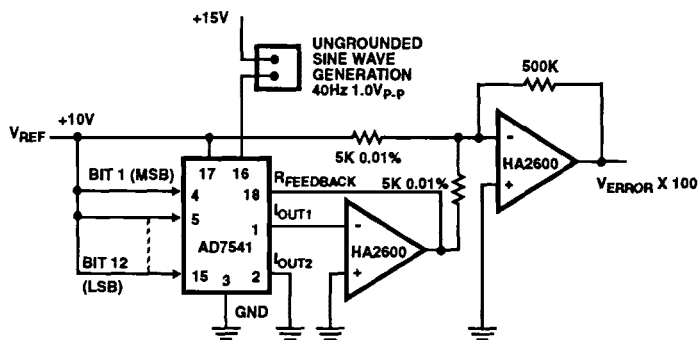 +15V
UNGROUNDED
SINE WAVE
GENERATION
40Hz 1.0VP-P
500K
+10V
VREF
5K 0.01%
BIT 1 (MSB)
17
16
4
18
RFEEDBACK
5K 0.01%
-
HA2600
+
VERROR X 100
5
1
IOUT1
-
HA2600
+
AD7541
BIT 12
(LSB)
15
3
2
IOUT2
GND